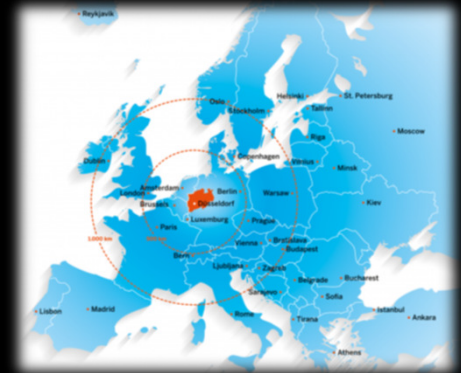 Reykjavik
Oslo
Helsinki
St. Petersburg
Stockholm
Tallinn
Riga
Moscow
Copenhagen
Vilnius
Dublin
Minsk
London
Amsterdam
Berlin
Warsaw
Brussels
Düsseldorf
Kiev
Luxemburg
Prague
Paris
1,000 km
Vienna
Bratislava
Budapest
Bern
Ljubljana
Zagreb
Belgrade
Bucharest
Sarajevo
Sofia
Lisbon
Madrid
Rome
Tirana
Istanbul
Ankara
Athens